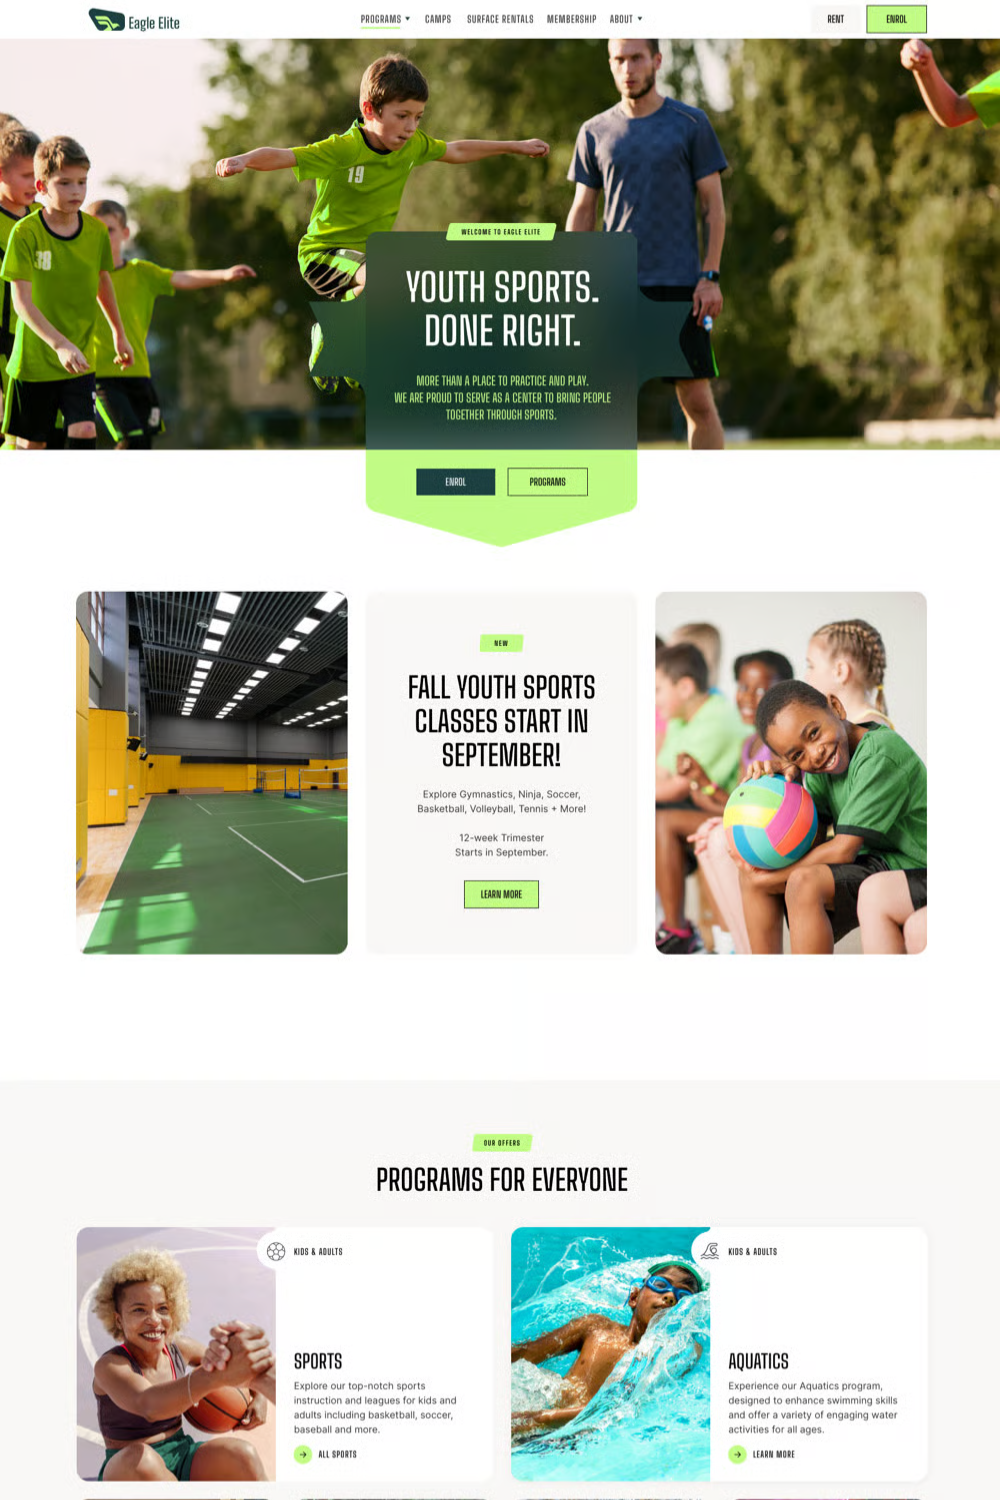 Eagle Elite
PROGRAMS
CAMPS
SURFACE RENTALS
MEMBERSHIP
ABOUT
RENT
ENROL
19
38
WELCOME TO EAGLE ELITE
YOUTH SPORTS.
DONE RIGHT.
MORE THAN A PLACE TO PRACTICE AND PLAY.
WE ARE PROUD TO SERVE AS A CENTER TO BRING PEOPLE
TOGETHER THROUGH SPORTS.
ENROL
PROGRAMS
NEW
FALL YOUTH SPORTS
CLASSES START IN
SEPTEMBER!
Explore Gymnastics, Ninja, Soccer,
Basketball, Volleyball, Tennis + More!
12-week Trimester
Starts in September.
LEARN MORE
OUR OFFERS
PROGRAMS FOR EVERYONE
KIDS & ADULTS
SPORTS
Explore our top-notch sports
instruction and leagues for kids and
adults including basketball, soccer,
baseball and more.
ALL SPORTS
KIDS & ADULTS
AQUATICS
Experience our Aquatics program,
designed to enhance swimming skills
and offer a variety of engaging water
activities for all ages.
LEARN MORE